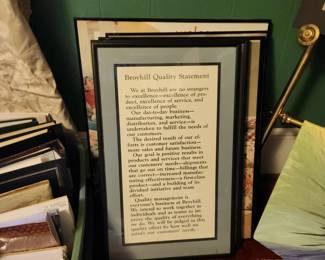 Broyhill Quality Statement
We at Broyhill are no strangers
to excellence—excellence of pro-
duct, excellence of service, and
excellence of people.
Our day-to-day business—
manufacturing, marketing,
distribution, and service—is
undertaken to fulfill the needs of
our customers.
The desired result of our ef-
forts is customer satisfaction—
more sales and future business.
Our goal is positive results in
products and services that meet
our customers' needs—shipments
that go out on time—billings that
are correct—increased manufac-
turing effectiveness—a first-class
product—and a building of in-
dividual initiative and team
effort.
Quality management is
everyone's business at Broyhill.
We intend to work together as
individuals and as teams to im-
prove the quality of everything
we do. We will be judged in this
quality effort by how well we
meet our customers' needs.